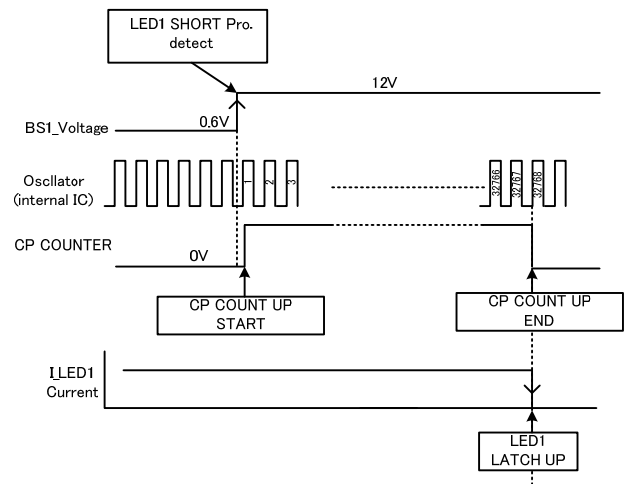 LED1 SHORT Pro.
detect
12V
0.6V
BS1_Voltage
Oscllator
(internal IC)
1
2
3
32766
32767
32768
CP COUNTER
0V
CP COUNT UP
START
CP COUNT UP
END
I_LED1
Current
LED1
LATCH UP